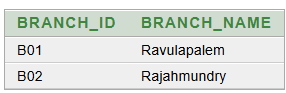 BRANCH_ID BRANCH_NAME
B01 Ravulapalem
B02 Rajahmundry